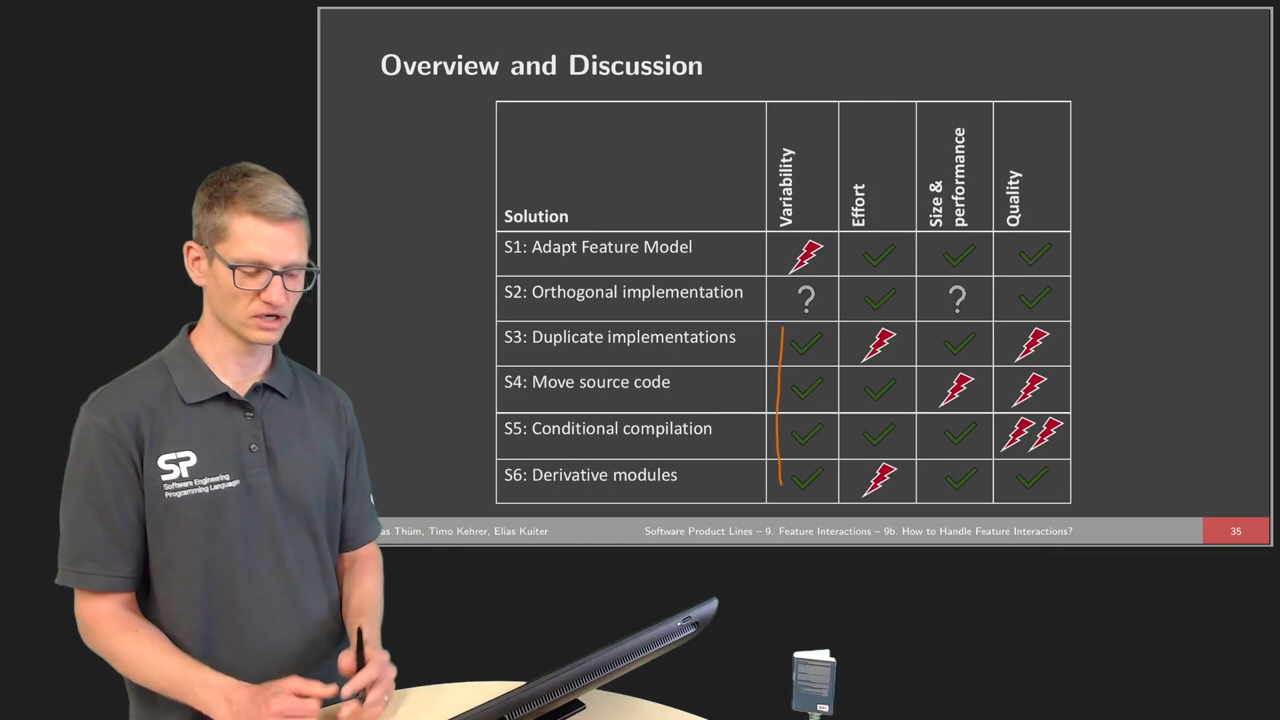 Overview and Discussion
Solution
Variability
Effort
Size &
performance
Quality
S1: Adapt Feature Model
S2: Orthogonal implementation
? ?
S3: Duplicate implementations
S4: Move source code
S5: Conditional compilation
S6: Derivative modules
SP
Software Engineering
Programming Languages
as Thüm, Timo Kehrer, Elias Kuiter
Software Product Lines – 9. Feature Interactions – 9b. How to Handle Feature Interactions?
35